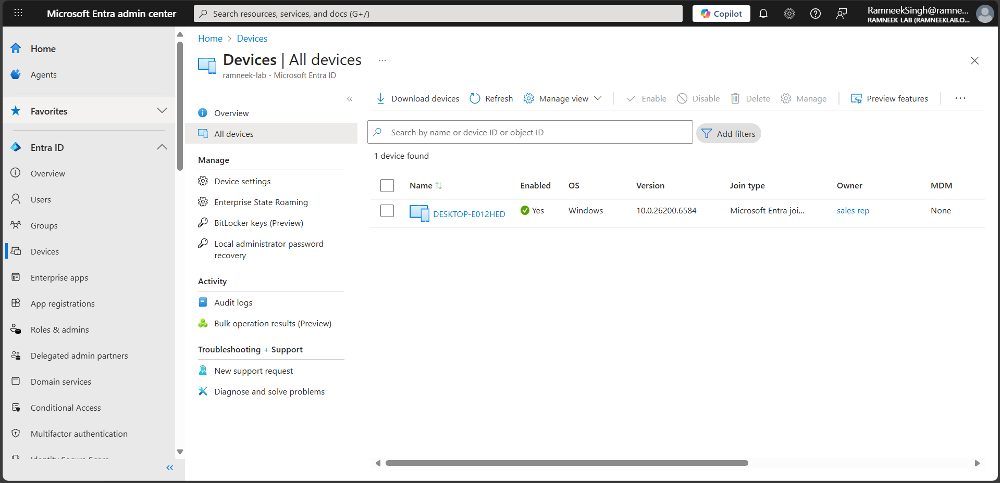 Microsoft Entra admin center
Search resources, services, and docs (G+/)
Copilot
RamneekSingh@ramne...
RAMNEEK-LAB (RAMNEEKLAB.O...
Home
Agents
Favorites
Entra ID
Overview
Users
Groups
Devices
Enterprise apps
App registrations
Roles & admins
Delegated admin partners
Domain services
Conditional Access
Multifactor authentication
Identity Secure Score
Home > Devices
Devices | All devices
...
ramneek-lab - Microsoft Entra ID
Overview
All devices
Manage
Device settings
Enterprise State Roaming
BitLocker keys (Preview)
Local administrator password
recovery
Activity
Audit logs
Bulk operation results (Preview)
Troubleshooting + Support
New support request
Diagnose and solve problems
Download devices Refresh Manage view Enable Disable Delete Manage Preview features ...
Search by name or device ID or object ID
Add filters
1 device found
Name Enabled OS Version Join type Owner MDM
DESKTOP-E012HED Yes Windows 10.0.26200.6584 Microsoft Entra joi... sales rep None